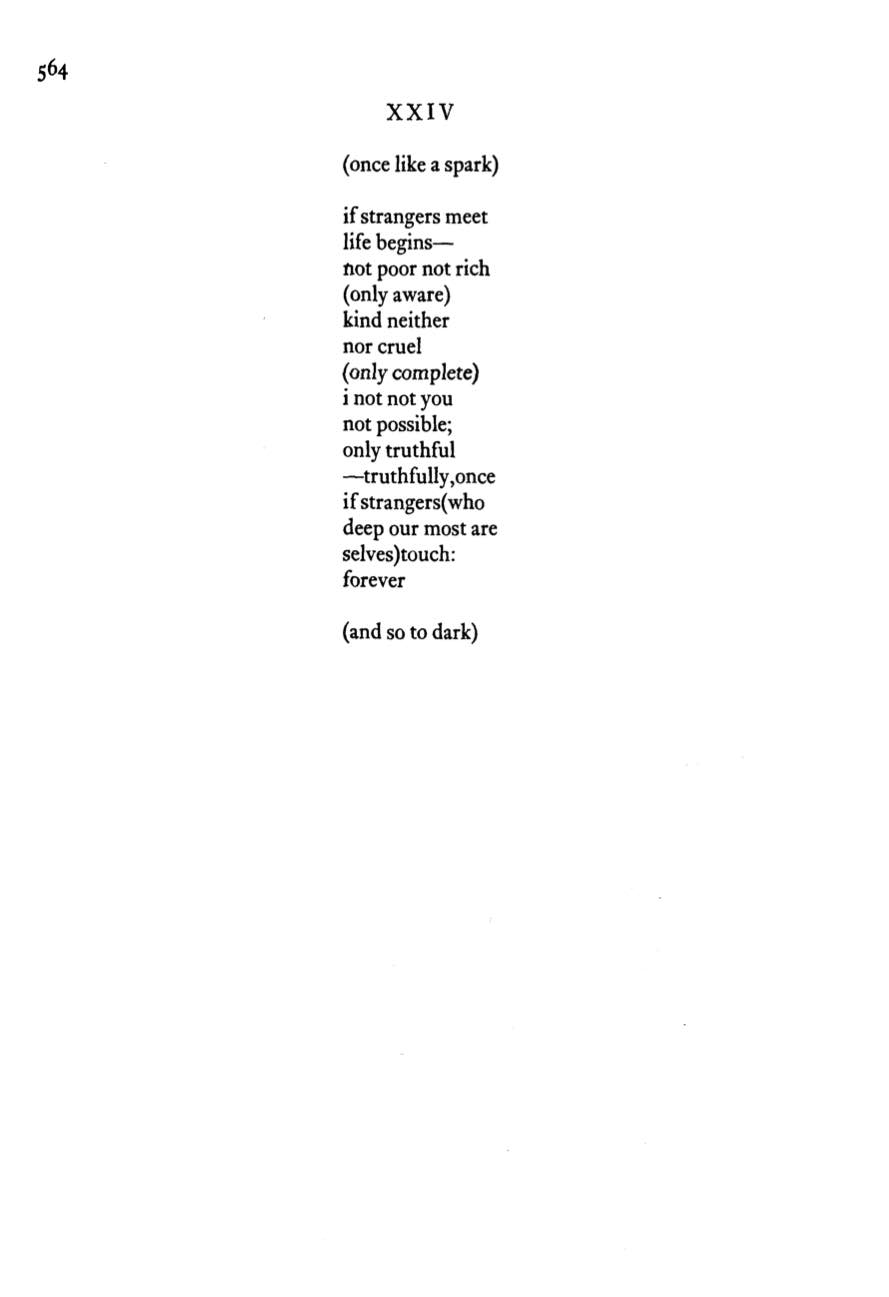 564
XXIV
(once like a spark)
if strangers meet
life begins—
not poor not rich
(only aware)
kind neither
nor cruel
(only complete)
i not not you
not possible;
only truthful
—truthfully,once
if strangers(who
deep our most are
selves)touch:
forever
(and so to dark)